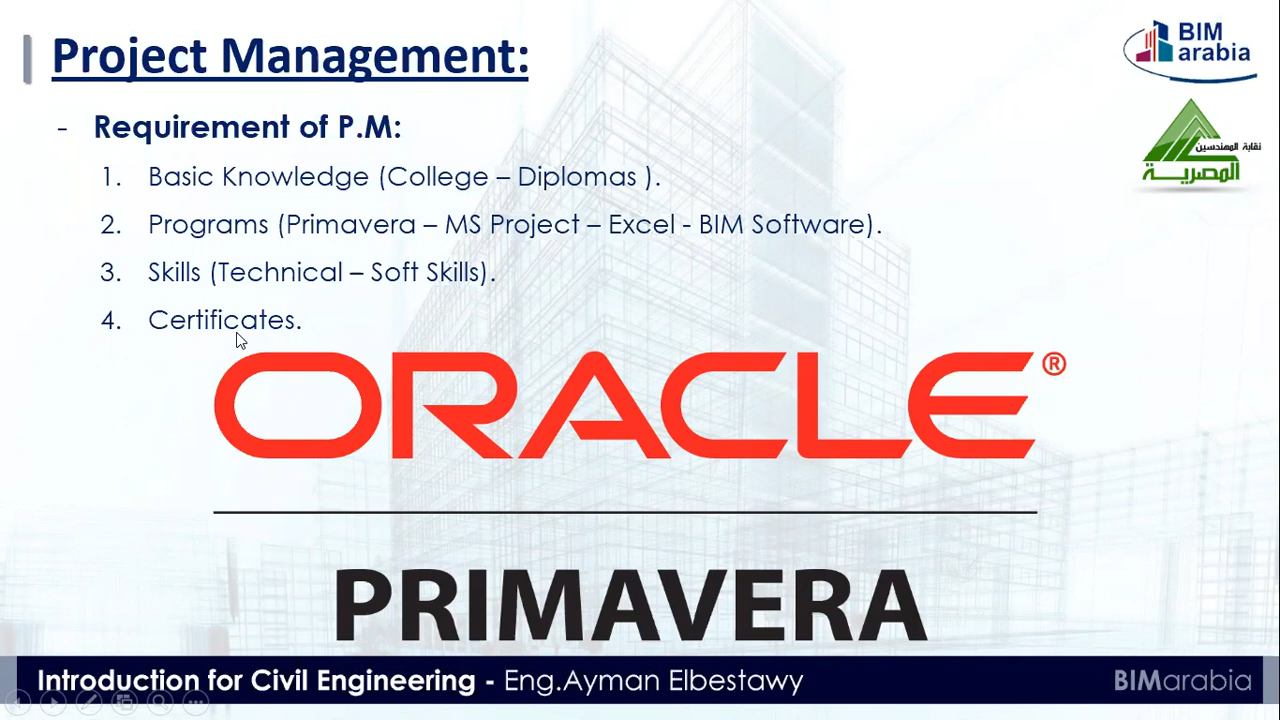 Project Management:
BIM
arabia
- Requirement of P.M:
نقابة المهندسين
المصرية
1. Basic Knowledge (College – Diplomas ).
2. Programs (Primavera – MS Project – Excel - BIM Software).
3. Skills (Technical – Soft Skills).
4. Certificates.
ORACLE®
PRIMAVERA
Introduction for Civil Engineering - Eng.Ayman Elbestawy
BIMarabia